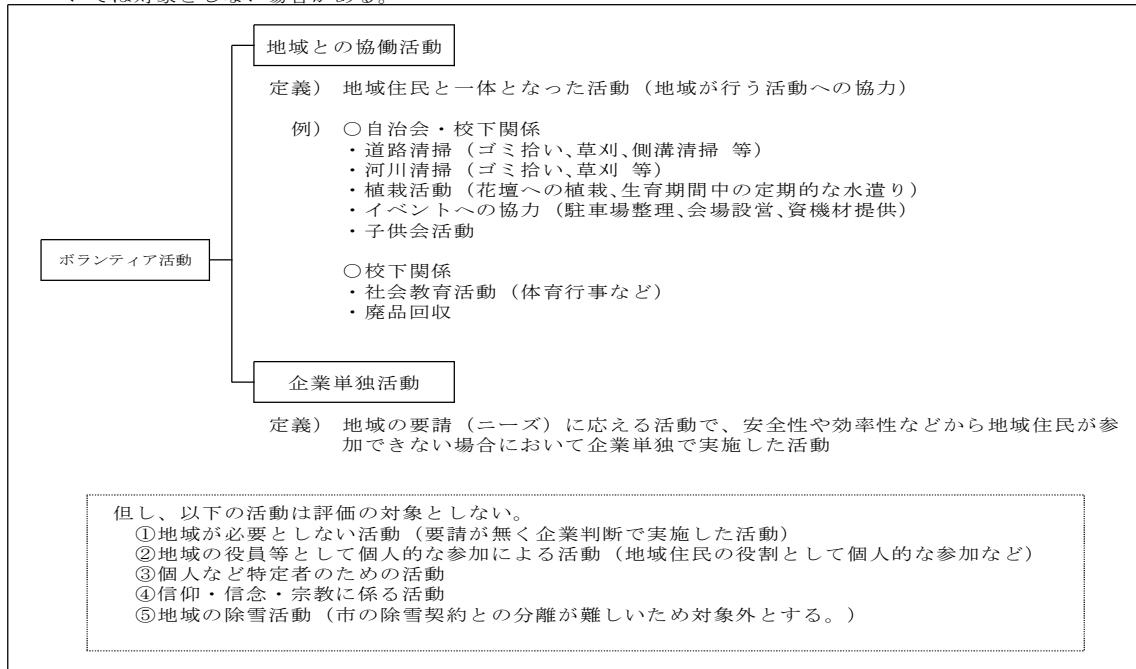 いては対象としない場合がある。
地域との協働活動
定義） 地域住民と一体となった活動（地域が行う活動への協力）
例） ○自治会・校下関係
・道路清掃（ゴミ拾い、草刈、側溝清掃 等）
・河川清掃（ゴミ拾い、草刈 等）
・植栽活動（花壇への植栽、生育期間中の定期的な水遣り）
・イベントへの協力（駐車場整理、会場設営、資機材提供）
・子供会活動
ボランティア活動
○校下関係
・社会教育活動（体育行事など）
・廃品回収
企業単独活動
定義） 地域の要請（ニーズ）に応える活動で、安全性や効率性などから地域住民が参
加できない場合において企業単独で実施した活動
但し、以下の活動は評価の対象としない。
①地域が必要としない活動（要請が無く企業判断で実施した活動）
②地域の役員等として個人的な参加による活動（地域住民の役割として個人的な参加など）
③個人など特定者のための活動
④信仰・信念・宗教に係る活動
⑤地域の除雪活動（市の除雪契約との分離が難しいため対象外とする。）